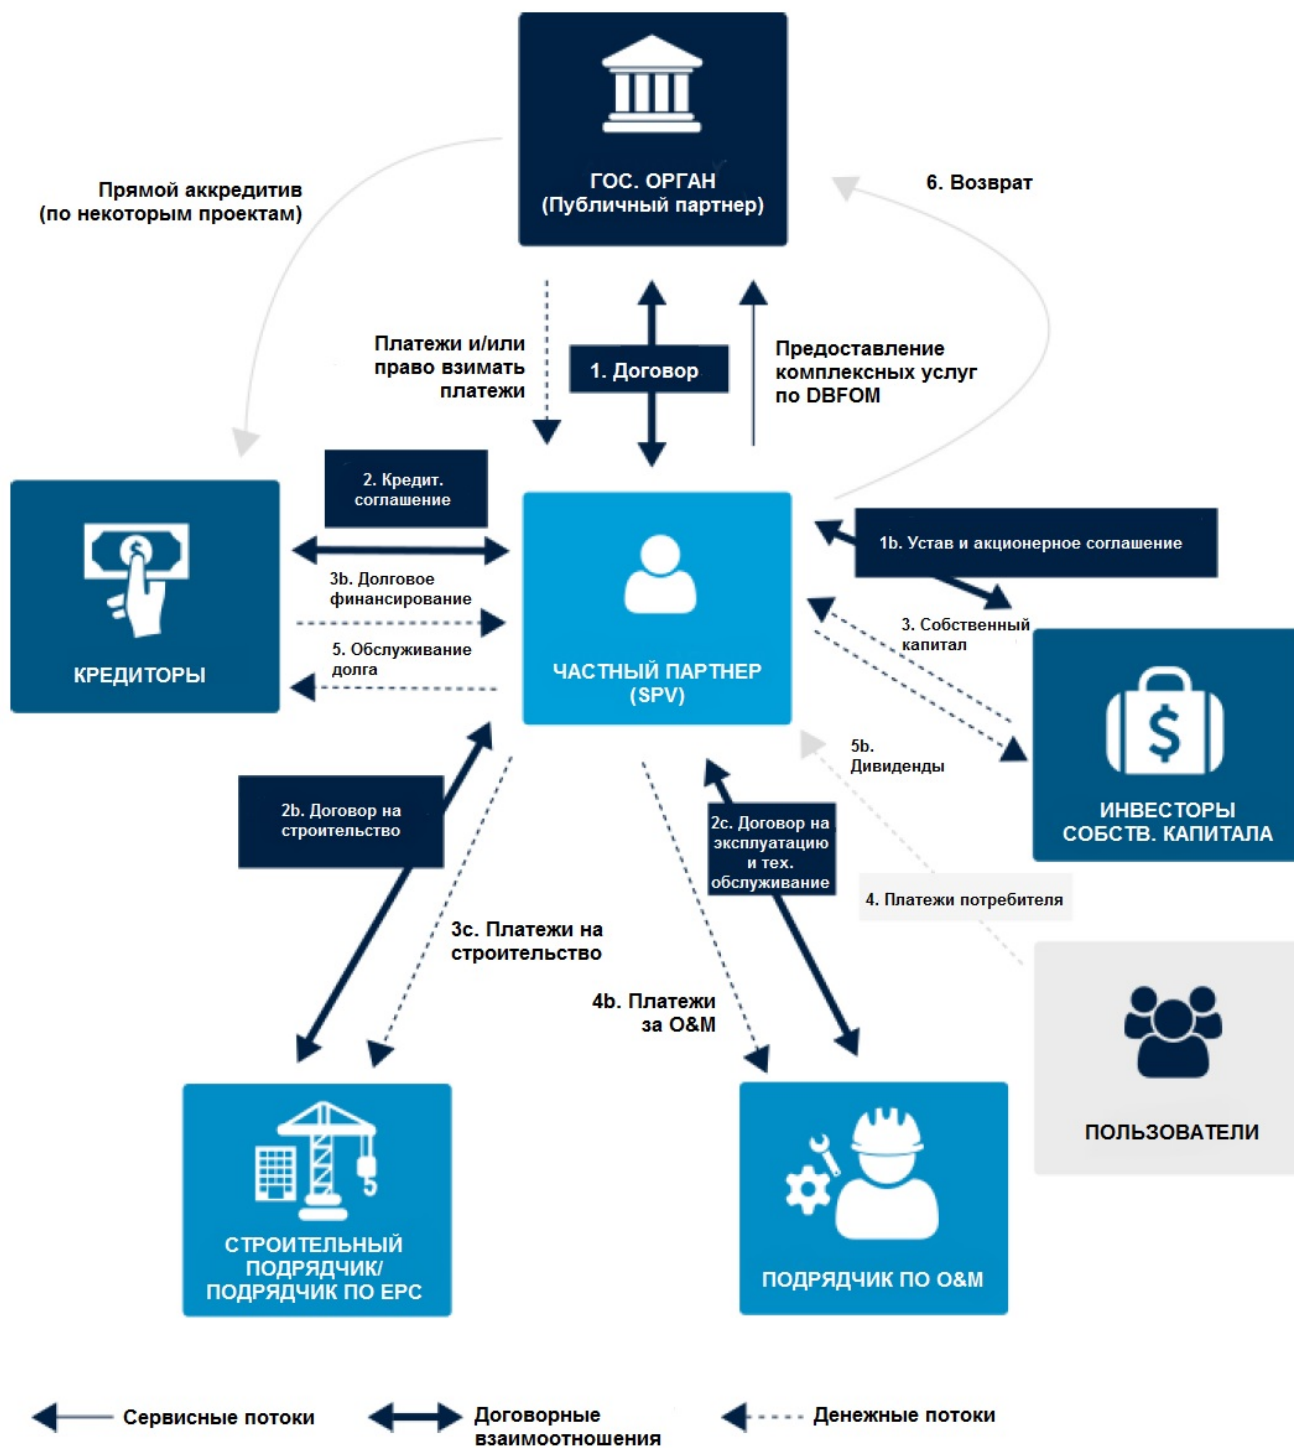 ГОС. ОРГАН
(Публичный партнер)
Прямой аккредитив
(по некоторым проектам)
6. Возврат
Платежи и/или
право взимать
платежи
1. Договор
Предоставление
комплексных услуг
по DBFOM
2. Кредит.
соглашение
КРЕДИТОРЫ
3b. Долговое
финансирование
5. Обслуживание
долга
ЧАСТНЫЙ ПАРТНЕР
(SPV)
1b. Устав и акционерное соглашение
3. Собственный
капитал
5b.
Дивиденды
$
ИНВЕСТОРЫ
СОБСТВ. КАПИТАЛА
2b. Договор на
строительство
2c. Договор на
эксплуатацию
и тех.
обслуживание
4. Платежи потребителя
3c. Платежи на
строительство
4b. Платежи
за O&M
ПОЛЬЗОВАТЕЛИ
СТРОИТЕЛЬНЫЙ
ПОДРЯДЧИК/
ПОДРЯДЧИК ПО EPC
ПОДРЯДЧИК ПО O&M
Сервисные потоки
Договорные
взаимоотношения
Денежные потоки